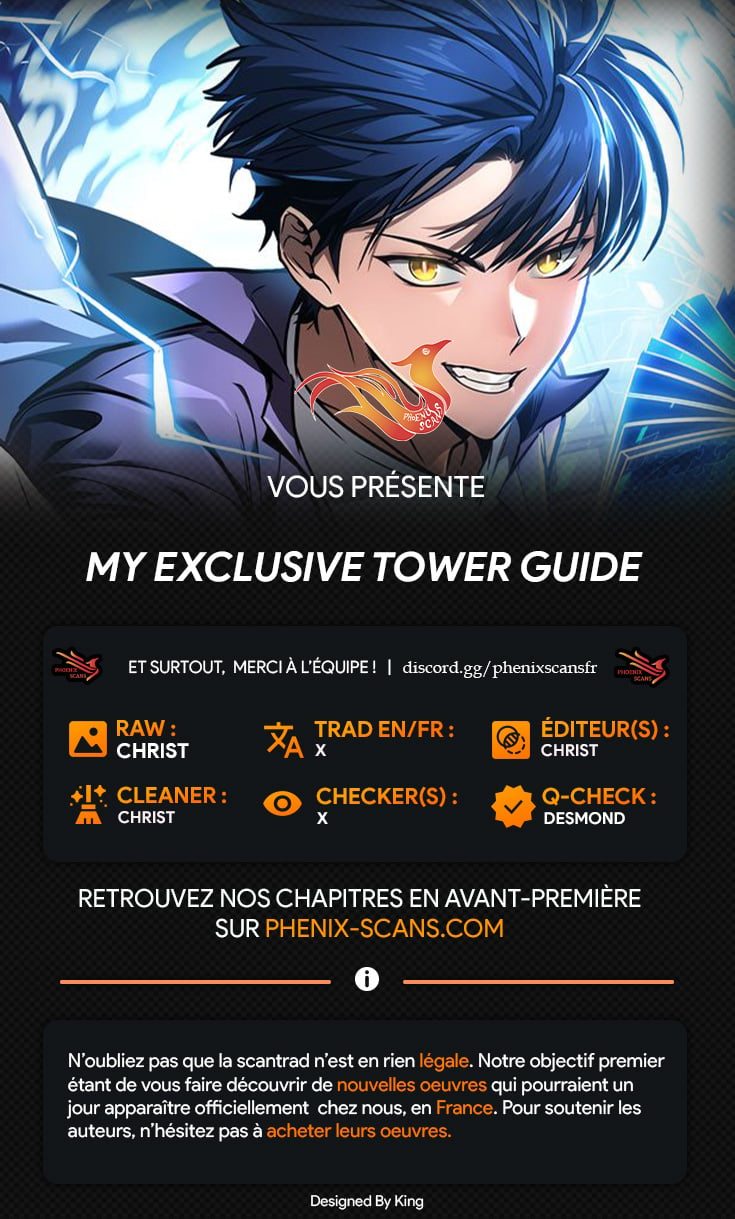 PHOENIX
SCANS
VOUS PRÉSENTE
MY EXCLUSIVE TOWER GUIDE
PHOENIX
SCANS
ET SURTOUT, MERCI À L'ÉQUIPE ! | discord.gg/phenixscansfr
PHOENIX
SCANS
RAW :
CHRIST
TRAD EN/FR :
X
ÉDITEUR(S) :
CHRIST
CLEANER :
CHRIST
CHECKER(S) :
X
Q-CHECK :
DESMOND
RETROUVEZ NOS CHAPITRES EN AVANT-PREMIÈRE
SUR PHENIX-SCANS.COM
N'oubliez pas que la scantrad n'est en rien légale. Notre objectif premier
étant de vous faire découvrir de nouvelles oeuvres qui pourraient un
jour apparaître officiellement chez nous, en France. Pour soutenir les
auteurs, n'hésitez pas à acheter leurs oeuvres.
Designed By King